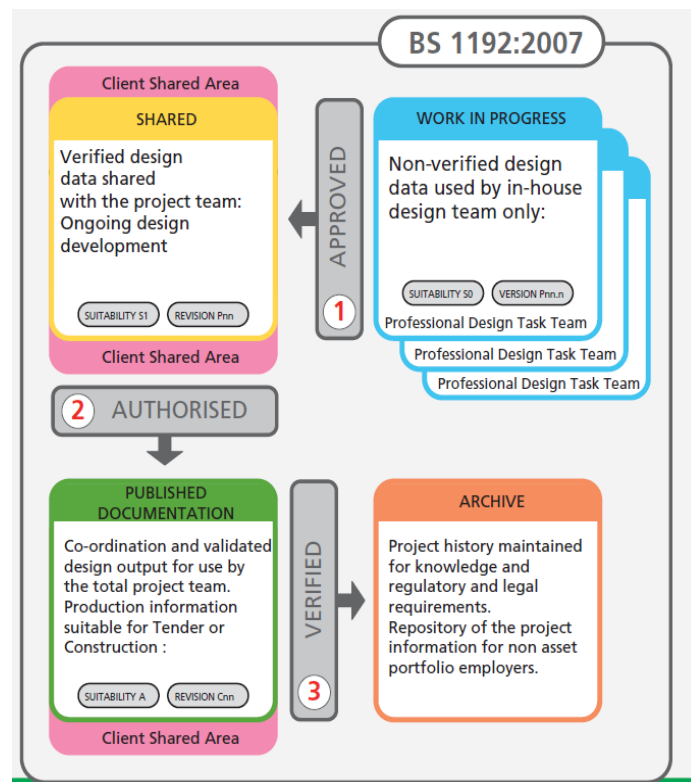 BS 1192:2007
Client Shared Area
SHARED
Verified design
data shared
with the project team:
Ongoing design
development
SUITABILITY S1
REVISION Pnn
Client Shared Area
APPROVED
1
WORK IN PROGRESS
Non-verified design
data used by in-house
design team only:
SUITABILITY S0
VERSION Pnn.n
Professional Design Task Team
Professional Design Task Team
Professional Design Task Team
2 AUTHORISED
PUBLISHED
DOCUMENTATION
Co-ordination and validated
design output for use by
the total project team.
Production information
suitable for Tender or
Construction :
SUITABILITY A
REVISION Cnn
Client Shared Area
VERIFIED
3
ARCHIVE
Project history maintained
for knowledge and
regulatory and legal
requirements.
Repository of the project
information for non asset
portfolio employers.